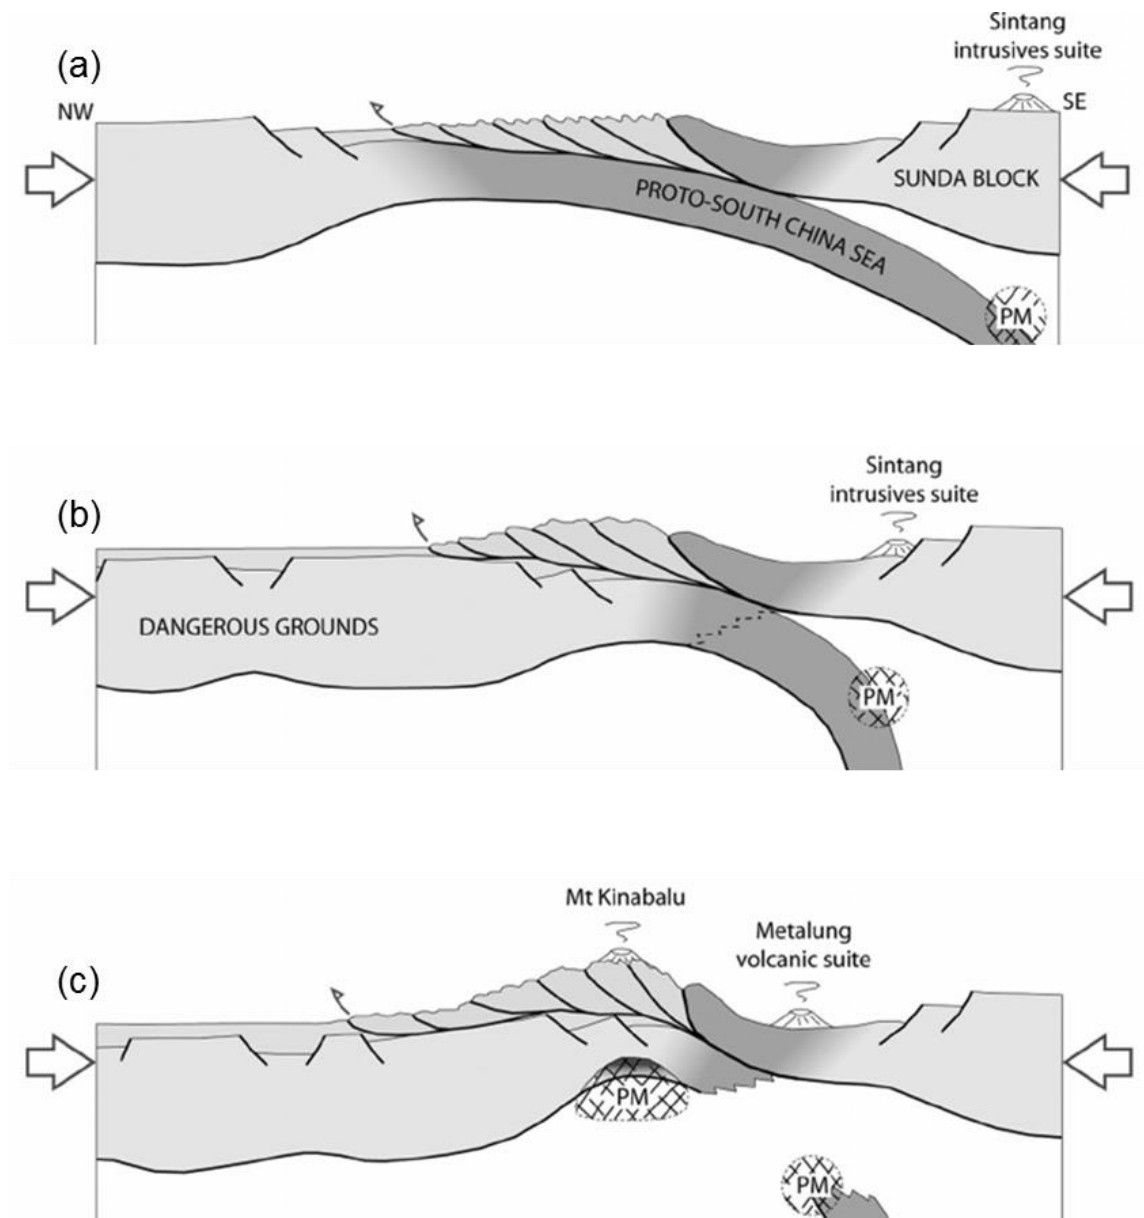 Sintang
intrusives suite
(a)
NW
SE
SUNDA BLOCK
PROTO-SOUTH CHINA SEA
PM
Sintang
intrusives suite
(b)
DANGEROUS GROUNDS
PM
Mt Kinabalu
Metalung
volcanic suite
(c)
PM
PM